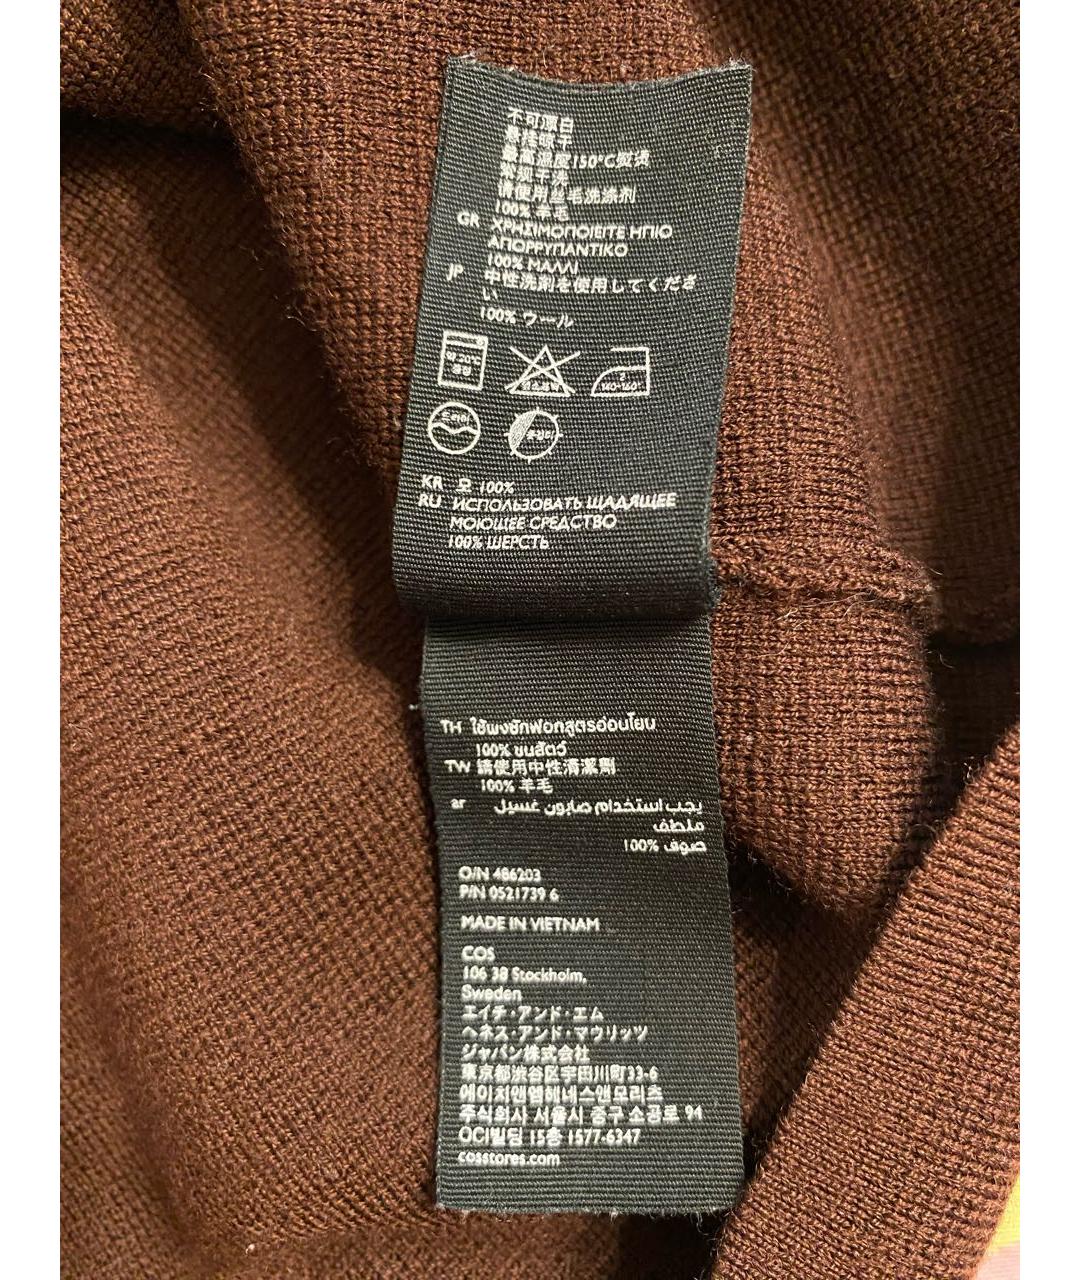 不可漂白
悬挂晾干
最高温度150°C熨烫
常规干洗
请使用丝毛洗涤剂
100% 羊毛
GR ΧΡΗΣΙΜΟΠΟΙΕΙΤΕ ΗΠΙΟ
ΑΠΟΡΡΥΠΑΝΤΙΚΟ
100% ΜΑΛΛΙ
JP 中性洗剤を使用してくださ
い
100% ウール
140-160°C
드라이
KR 모 100%
RU ИСПОЛЬЗОВАТЬ ЩАДЯЩЕЕ
МОЮЩЕЕ СРЕДСТВО
100% ШЕРСТЬ
TH ใช้ผงซักฟอกสูตรอ่อนโยน
100% ขนสัตว์
TW 請使用中性清潔劑
100% 羊毛
ar يجب استخدام صابون غسيل
ملطف
100% صوف
O/N 486203
P/N 0521739 6
MADE IN VIETNAM
COS
106 38 Stockholm,
Sweden
エイチ・アンド・エム
ヘネス・アンド・マウリッツ
ジャパン株式会社
東京都渋谷区宇田川町33-6
에이치앤엠헤네스앤모리츠
주식회사 서울시 중구 소공로 94
OCI빌딩 15층 1577-6347
cosstores.com